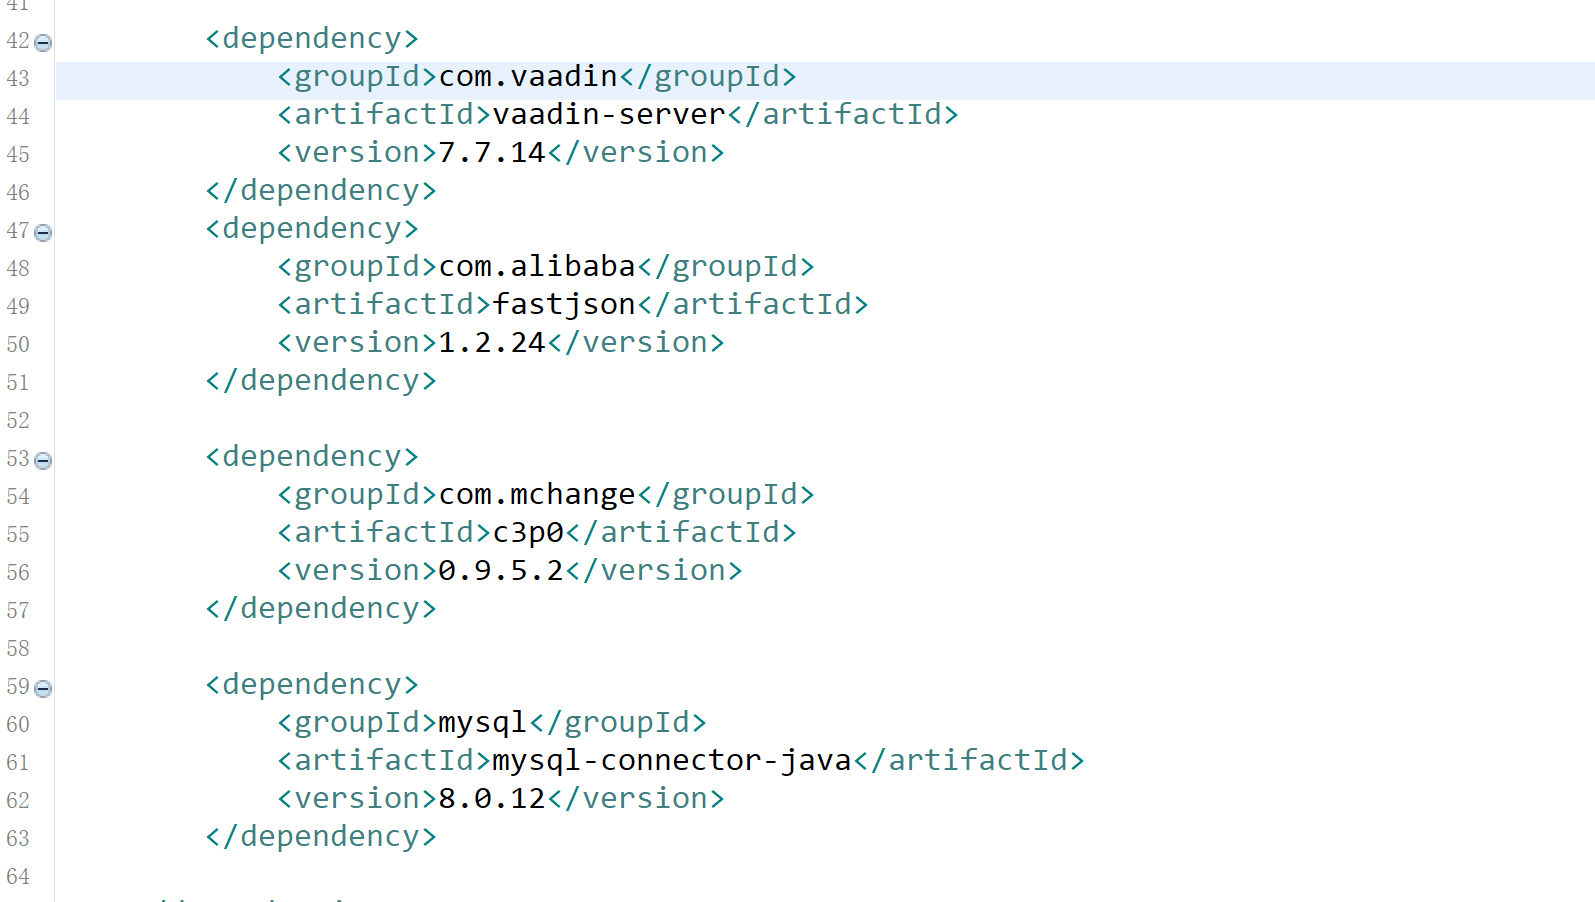 41
42 <dependency>
43 <groupId>com.vaadin</groupId>
44 <artifactId>vaadin-server</artifactId>
45 <version>7.7.14</version>
46 </dependency>
47 <dependency>
48 <groupId>com.alibaba</groupId>
49 <artifactId>fastjson</artifactId>
50 <version>1.2.24</version>
51 </dependency>
52
53 <dependency>
54 <groupId>com.mchange</groupId>
55 <artifactId>c3p0</artifactId>
56 <version>0.9.5.2</version>
57 </dependency>
58
59 <dependency>
60 <groupId>mysql</groupId>
61 <artifactId>mysql-connector-java</artifactId>
62 <version>8.0.12</version>
63 </dependency>
64